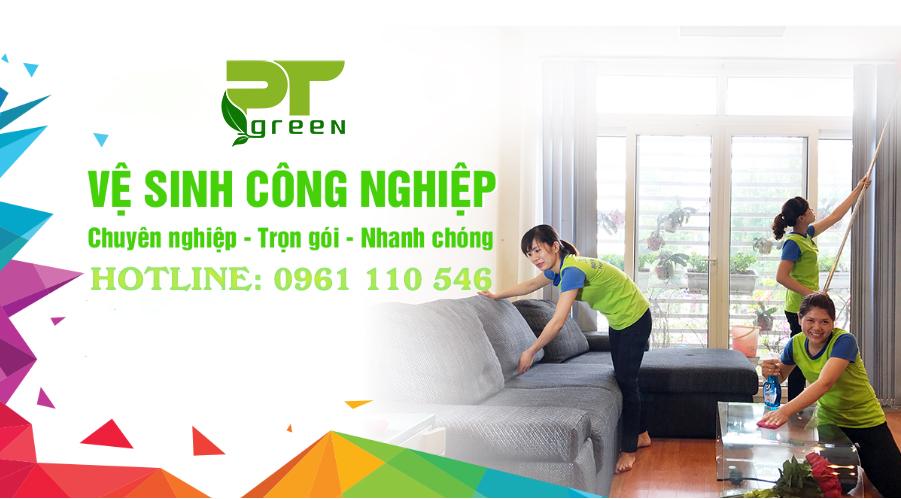 PT
green
VỆ SINH CÔNG NGHIỆP
Chuyên nghiệp - Trọn gói - Nhanh chóng
HOTLINE: 0961 110 546